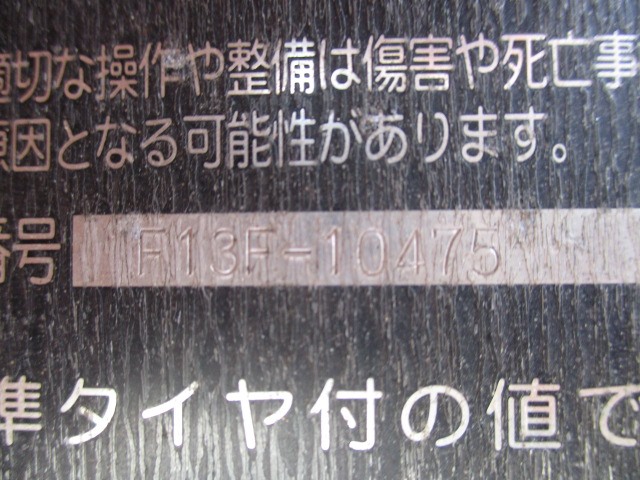 適切な操作や整備は傷害や死亡事
原因となる可能性があります。
番号 F13F-10475
準タイヤ付の値で